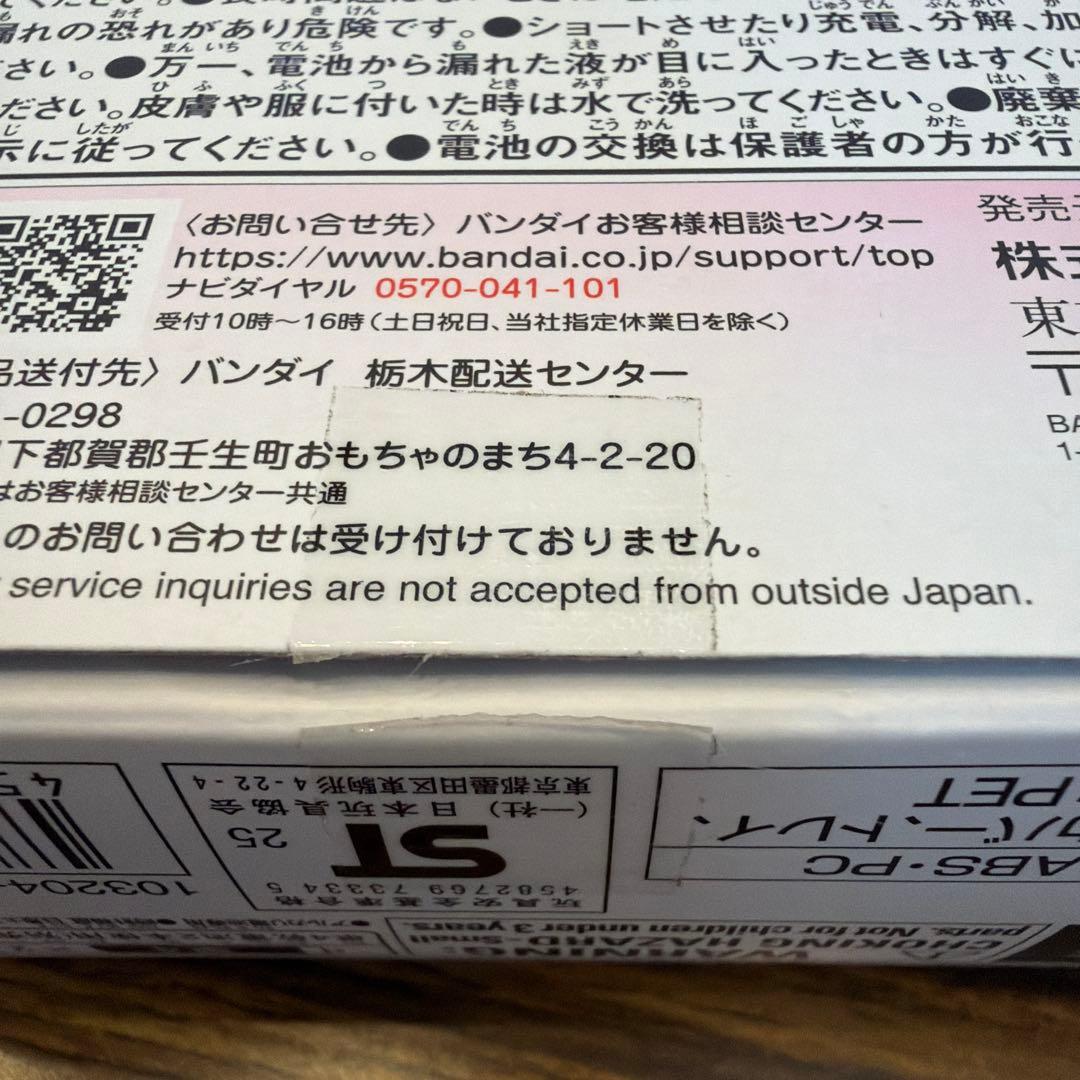 漏れの恐れがあり危険です。●ショートさせたり充電、分解、加
さい。●万一、電池から漏れた液が目に入ったときはすぐに
ださい。皮膚や服に付いた時は水で洗ってください。●廃棄
示に従ってください。●電池の交換は保護者の方が行
〈お問い合せ先〉バンダイお客様相談センター
https://www.bandai.co.jp/support/top
ナビダイヤル 0570-041-101
受付10時〜16時(土日祝日、当社指定休業日を除く)
送付先〉バンダイ 栃木配送センター
-0298
下都賀郡壬生町おもちゃのまち4-2-20
はお客様相談センター共通
のお問い合わせは受け付けておりません。
service inquiries are not accepted from outside Japan.
発売
株式
東
〒
BA
1-
玩具安全基準合格
4582769 73334 5
ST
25
(一社) 日本玩具協会
東京都墨田区東駒形4-22-4
ABS・PC
カバー、トレイ、
PET
103204
45
WARNING:
CHOKING HAZARD-Small
parts. Not for children under 3 years.